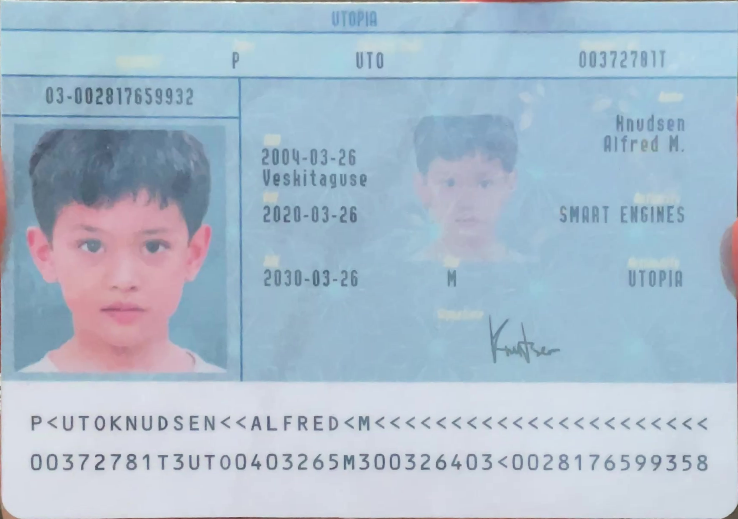 UTOPIA
P UTO 00372781T
03-002817659932
Knudsen
Alfred M.
2004-03-26
Veskitaguse
2020-03-26 SMART ENGINES
2030-03-26 M UTOPIA
Knutsen
P<UTOKNUDSEN<<ALFRED<M<<<<<<<<<<<<<<<<<<<<<<
00372781T3UTO0403265M300326403<0028176599358